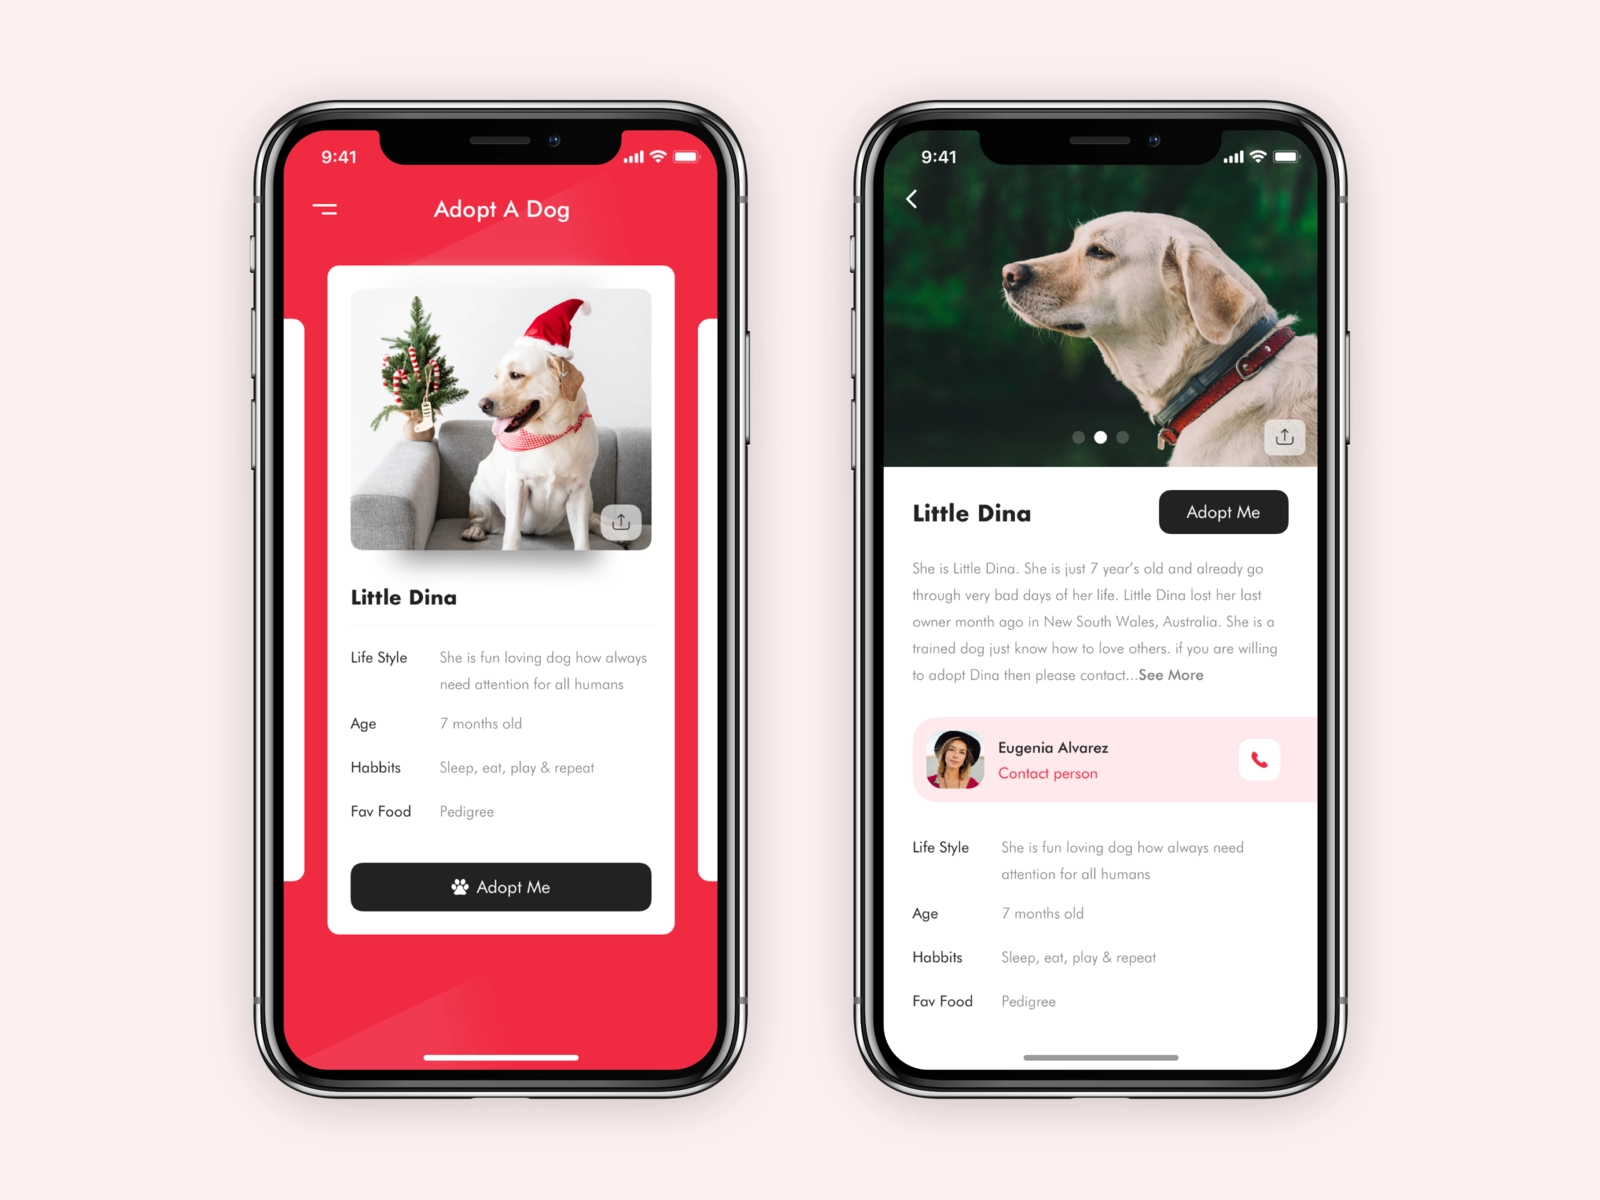 9:41
Adopt A Dog
Little Dina
Life Style She is fun loving dog how always
need attention for all humans
Age 7 months old
Habbits Sleep, eat, play & repeat
Fav Food Pedigree
Adopt Me
9:41
Little Dina Adopt Me
She is Little Dina. She is just 7 year's old and already go
through very bad days of her life. Little Dina lost her last
owner month ago in New South Wales, Australia. She is a
trained dog just know how to love others. if you are willing
to adopt Dina then please contact...See More
Eugenia Alvarez
Contact person
Life Style She is fun loving dog how always need
attention for all humans
Age 7 months old
Habbits Sleep, eat, play & repeat
Fav Food Pedigree